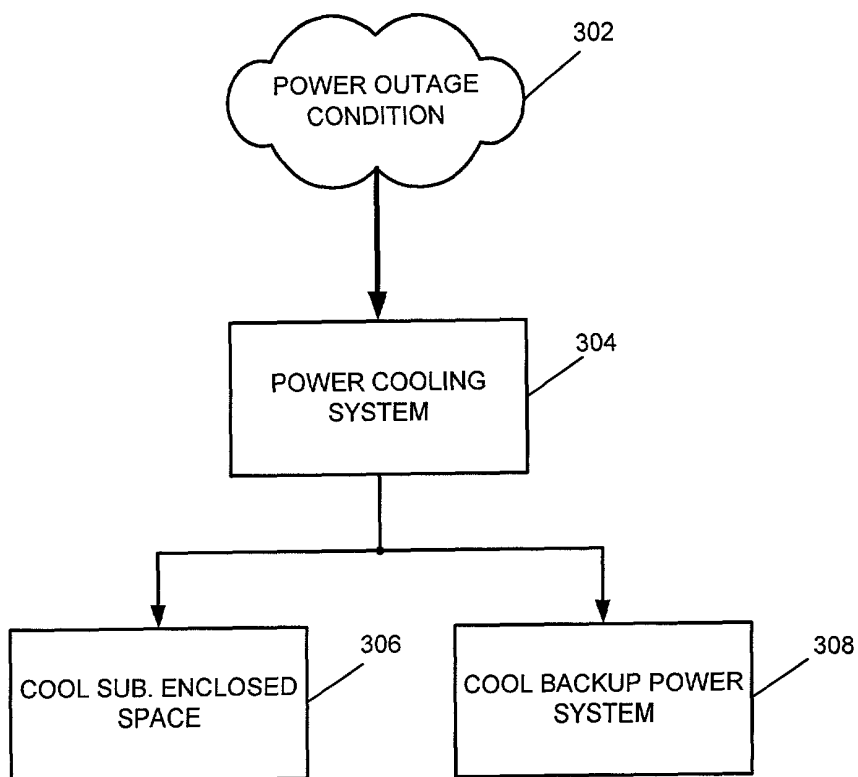 302
POWER OUTAGE
CONDITION
304
POWER COOLING
SYSTEM
306
COOL SUB. ENCLOSED
SPACE
308
COOL BACKUP POWER
SYSTEM